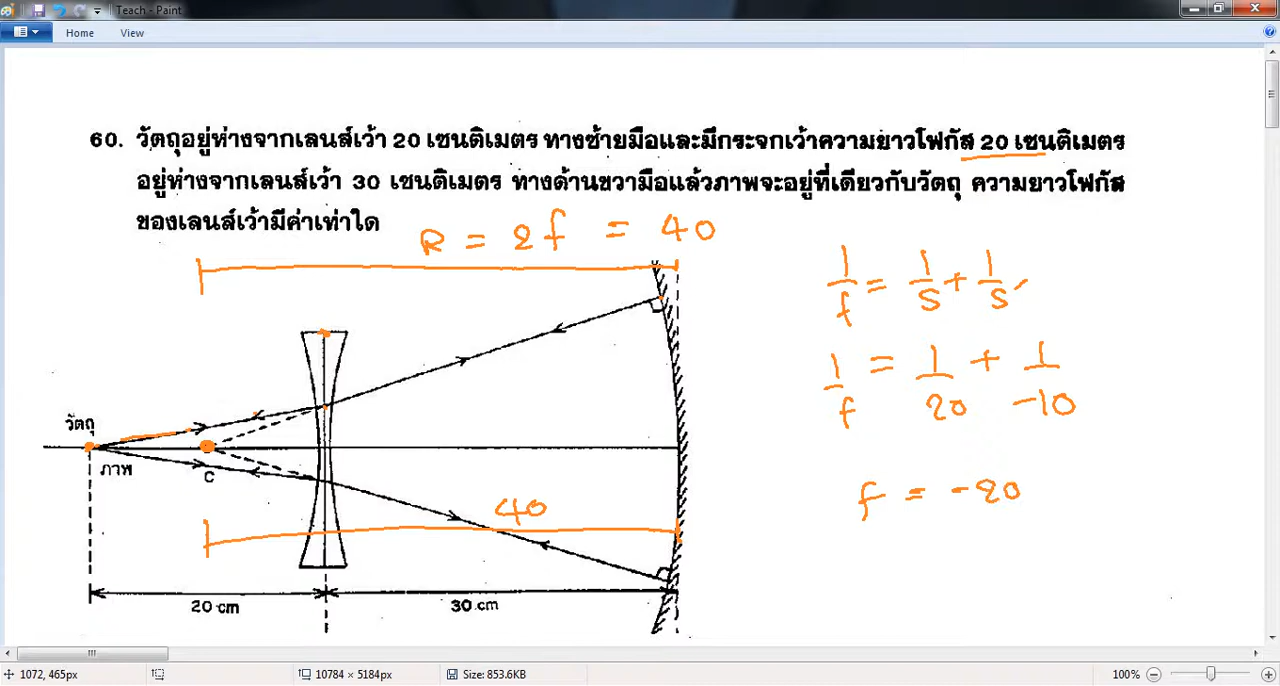 Teach - Paint
Home View
60. วัตถุอยู่ห่างจากเลนส์เว้า 20 เซนติเมตร ทางซ้ายมือและมีกระจกเว้าความยาวโฟกัส 20 เซนติเมตร
อยู่ห่างจากเลนส์เว้า 30 เซนติเมตร ทางด้านขวามือแล้วภาพจะอยู่ที่เดียวกับวัตถุ ความยาวโฟกัส
ของเลนส์เว้ามีค่าเท่าใด
R = 2f = 40
1/f = 1/S + 1/S'
1/f = 1/20 + 1/-10
วัตถุ
ภาพ
C
f = -20
40
20 cm
30 cm
1072, 465px
10784 × 5184px
Size: 853.6KB
100%